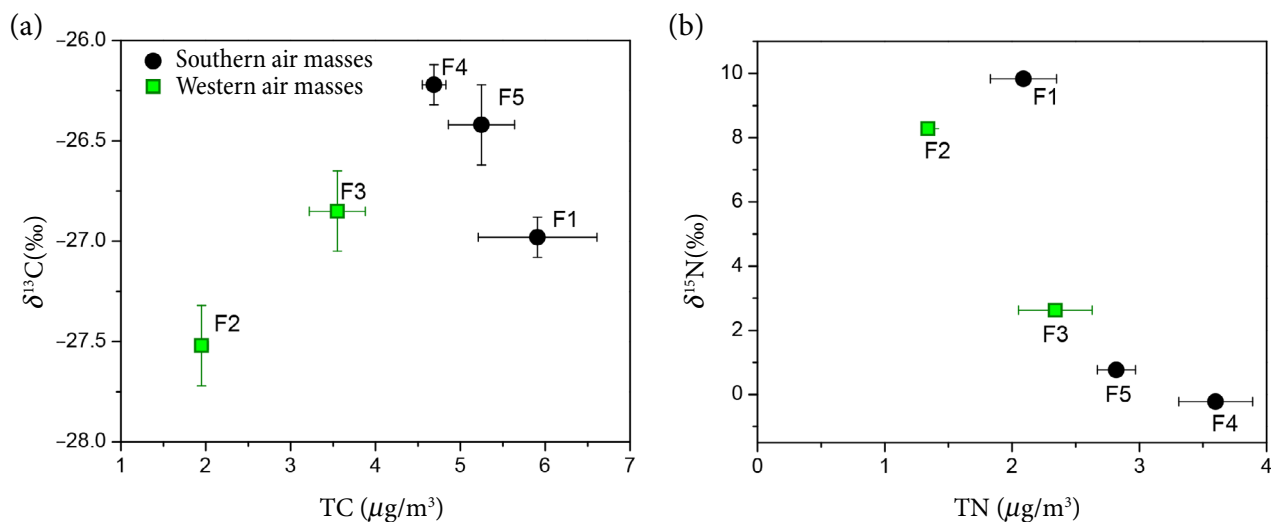 (a)
−26.0
−26.5
−27.0
−27.5
−28.0
δ¹³C(‰)
Southern air masses
Western air masses
F4
F5
F3
F1
F2
1 2 3 4 5 6 7
TC (μg/m³)
(b)
10
8
6
4
2
0
δ¹⁵N(‰)
F1
F2
F3
F5
F4
0 1 2 3 4
TN (μg/m³)